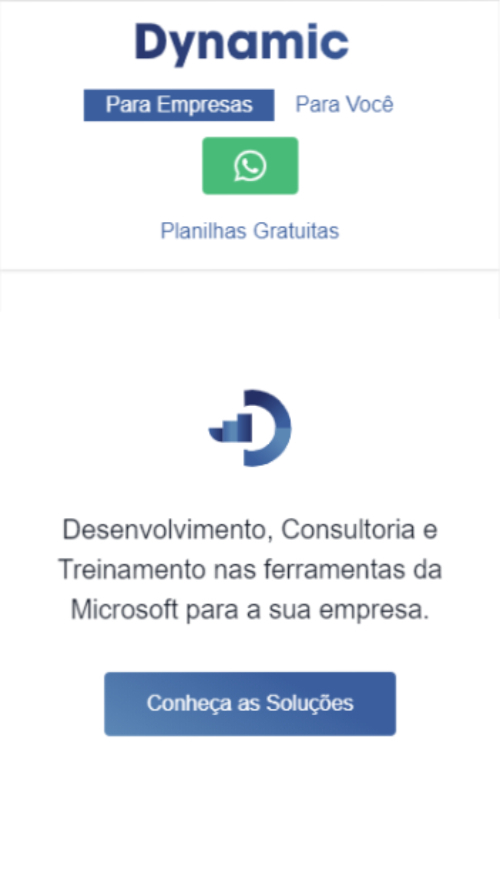 Dynamic
Para Empresas Para Você
Planilhas Gratuitas
Desenvolvimento, Consultoria e
Treinamento nas ferramentas da
Microsoft para a sua empresa.
Conheça as Soluções